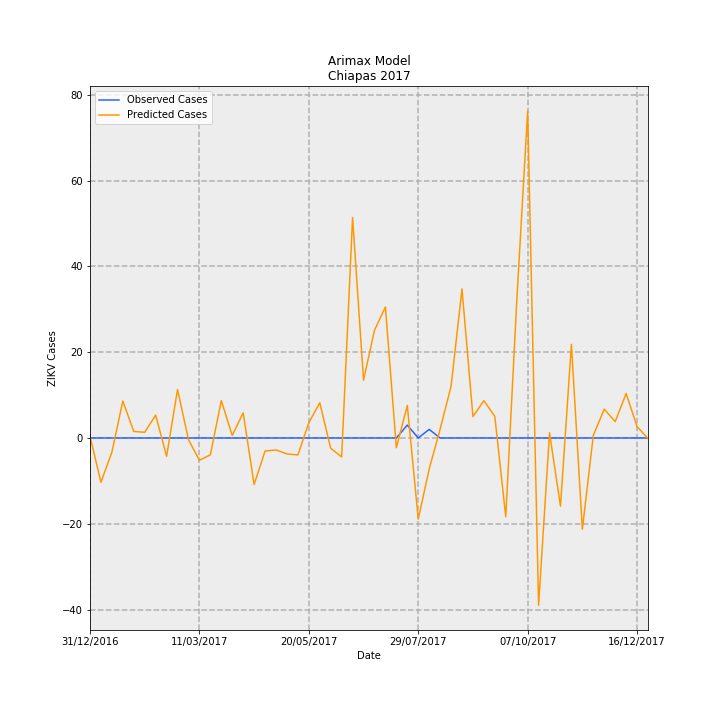 Arimax Model
Chiapas 2017
Observed Cases
Predicted Cases
80
60
40
20
0
−20
−40
ZIKV Cases
31/12/2016 11/03/2017 20/05/2017 29/07/2017 07/10/2017 16/12/2017
Date